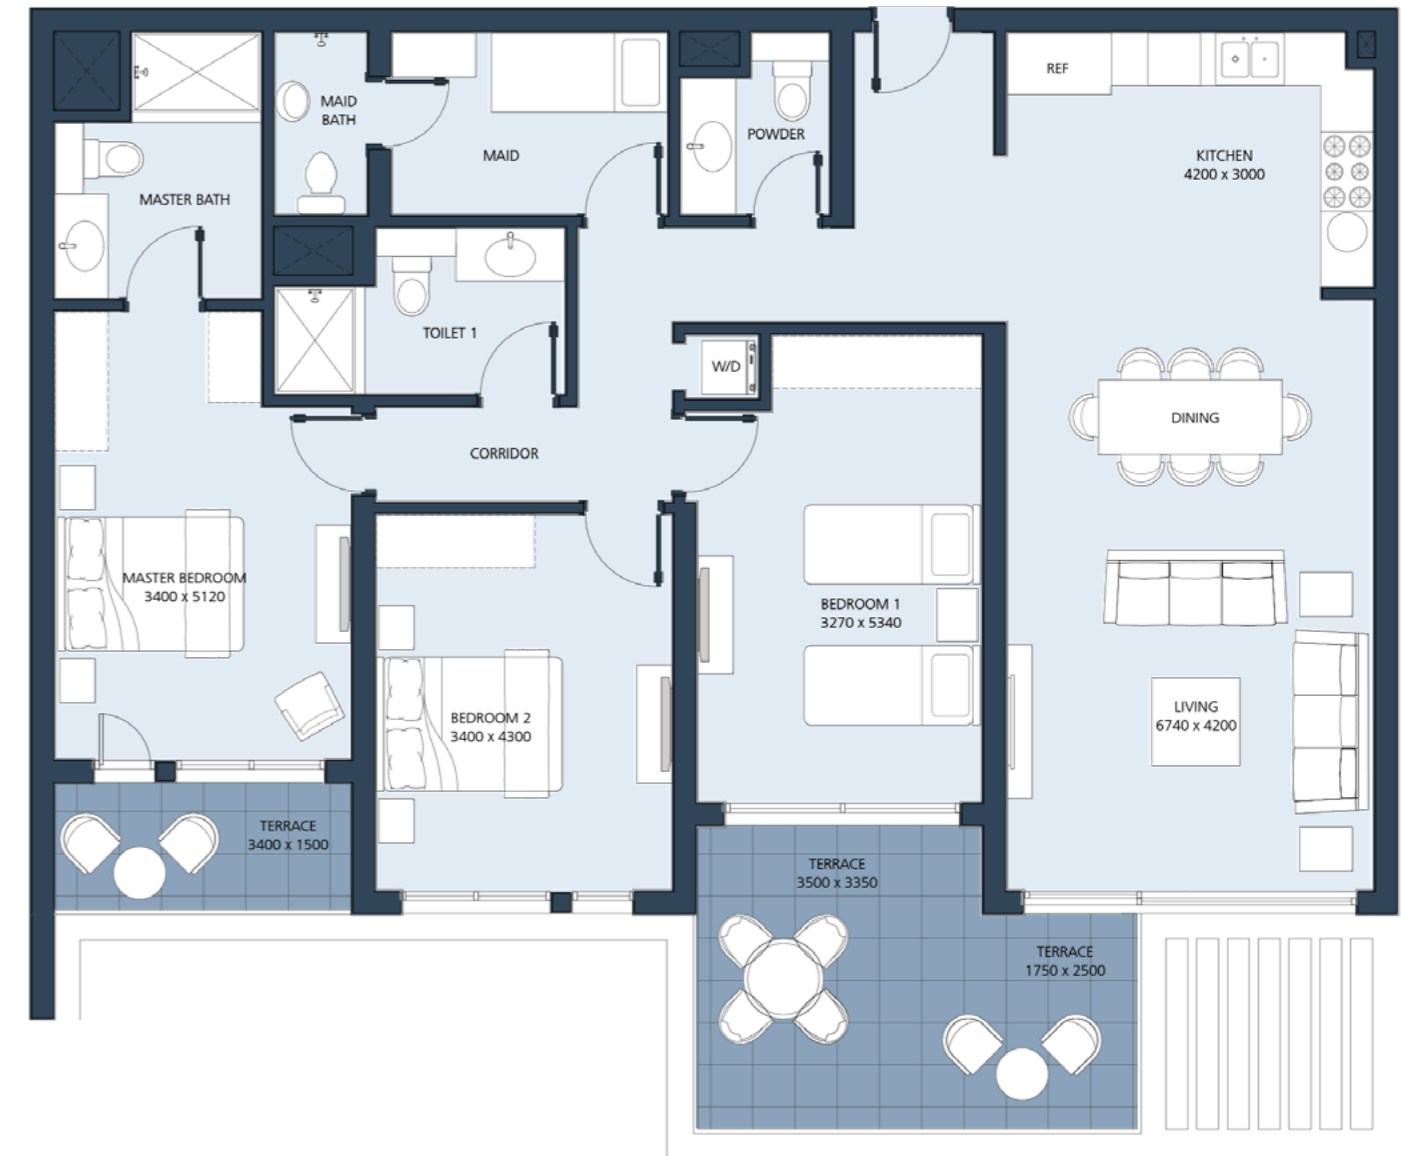 REF
MAID
BATH
POWDER
MAID
KITCHEN
4200 x 3000
MASTER BATH
TOILET 1
W/D
DINING
CORRIDOR
MASTER BEDROOM
3400 x 5120
BEDROOM 1
3270 x 5340
BEDROOM 2
3400 x 4300
LIVING
6740 x 4200
TERRACE
3400 x 1500
TERRACE
3500 x 3350
TERRACE
1750 x 2500